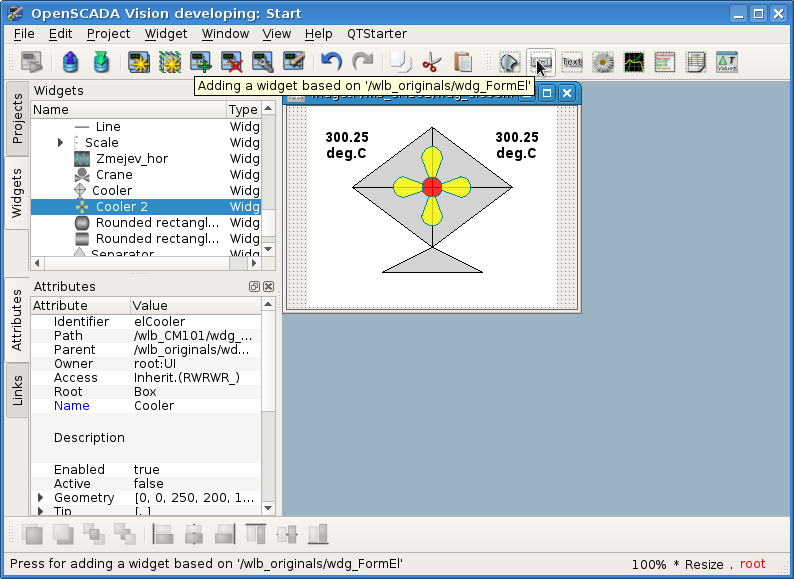 OpenSCADA Vision developing: Start
File Edit Project Widget Window View Help QTStarter
Adding a widget based on '/wlb_originals/wdg_FormEl'
Projects
Widgets
Attributes
Links
Widgets
Name Type
Line Widg
Scale Widg
Zmejev_hor Widg
Crane Widg
Cooler Widg
Cooler 2 Widg
Rounded rectangl... Widg
Rounded rectangl... Widg
Separator Widg
Attributes
Attribute Value
Identifier elCooler
Path /wlb_CM101/wdg_...
Parent /wlb_originals/wd...
Owner root:UI
Access Inherit.(RWRWR_)
Root Box
Name Cooler
Description
Enabled true
Active false
Geometry [0, 0, 250, 200, 1...
Tip [, ]
300.25
deg.C
300.25
deg.C
Press for adding a widget based on '/wlb_originals/wdg_FormEl'
100% * Resize . root